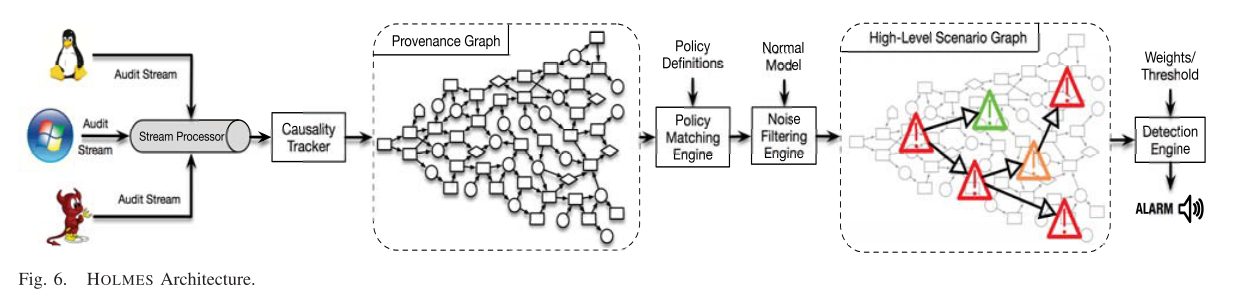 Audit Stream
Audit
Stream
Audit Stream
Stream Processor
Causality
Tracker
Provenance Graph
Policy
Definitions
Policy
Matching
Engine
Normal
Model
Noise
Filtering
Engine
High-Level Scenario Graph
Weights/
Threshold
Detection
Engine
ALARM
Fig. 6. HOLMES Architecture.